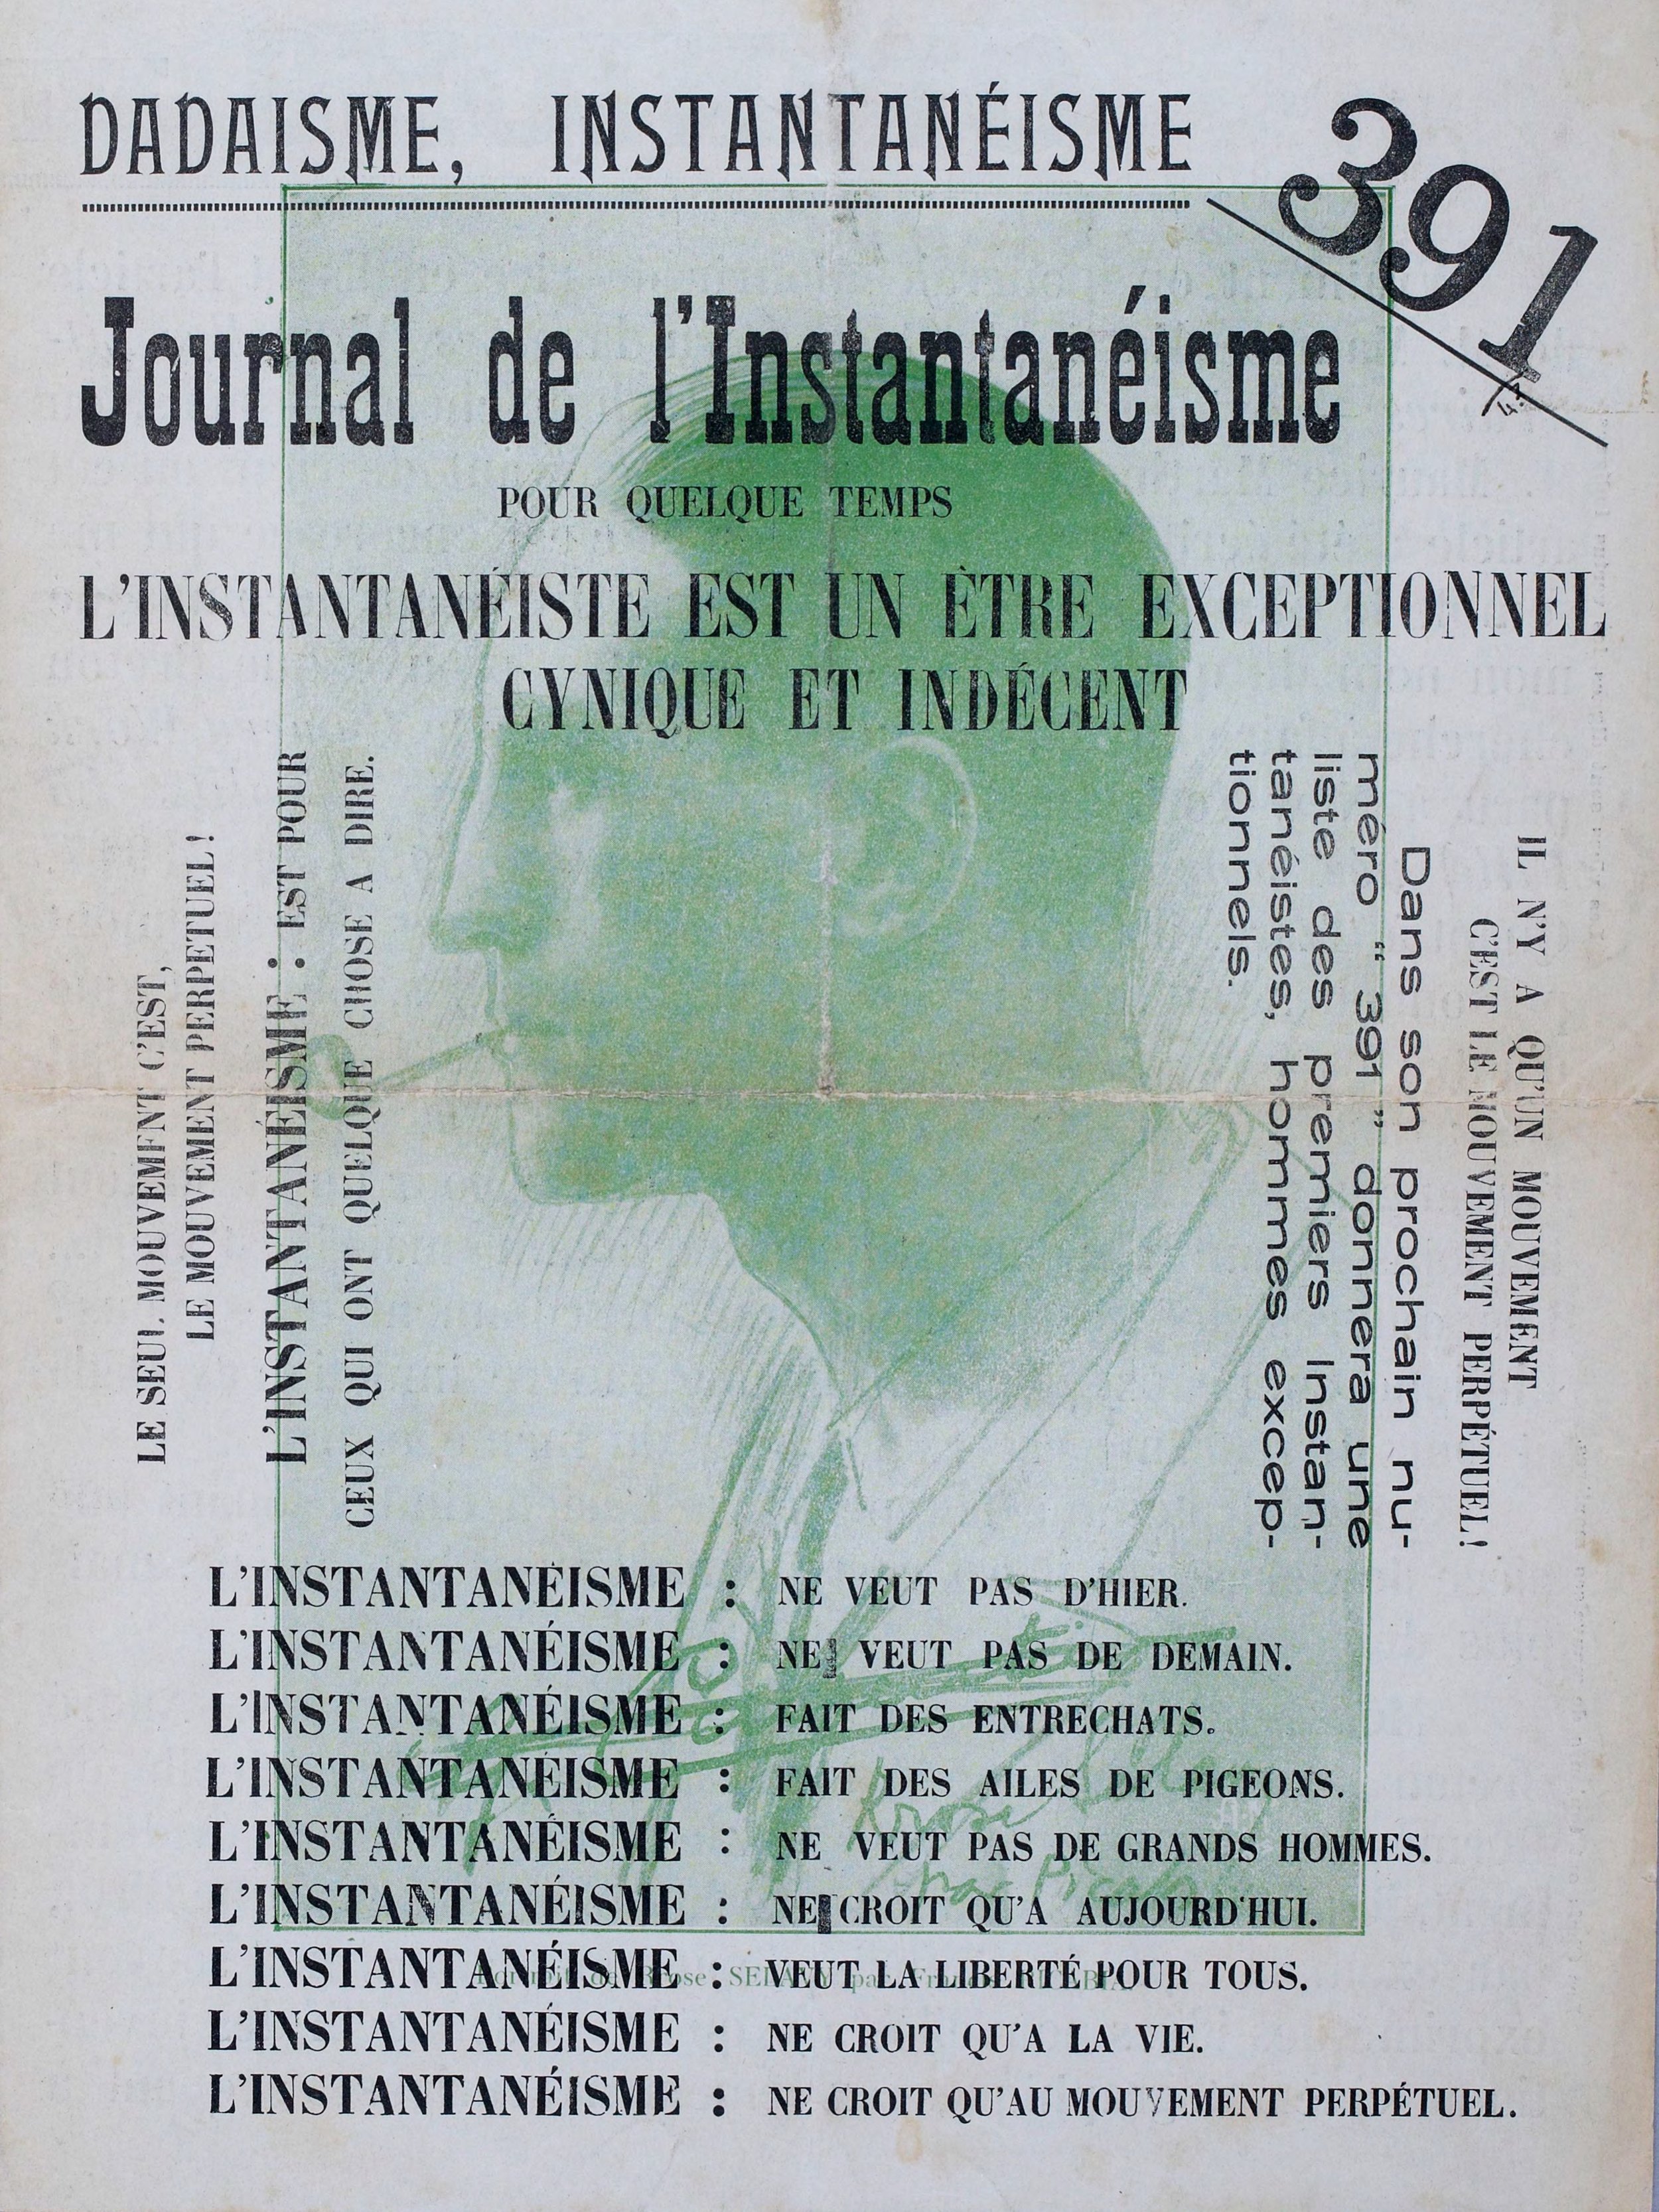 DADAISME, INSTANTANÉISME
391
Journal de l'Instantanéisme
POUR QUELQUE TEMPS
L'INSTANTANÉISTE EST UN ÊTRE EXCEPTIONNEL
CYNIQUE ET INDÉCENT
LE SEUL MOUVEMENT C'EST,
LE MOUVEMENT PERPETUEL!
L'INSTANTANÉISME : EST POUR
CEUX QUI ONT QUELQUE CHOSE A DIRE.
IL N'Y A QU'UN MOUVEMENT
C'EST LE MOUVEMENT PERPÉTUEL!
Dans son prochain nu-
méro “ 391 ” donnera une
liste des premiers Instan-
tanéistes, hommes excep-
tionnels.
L'INSTANTANÉISME : NE VEUT PAS D'HIER.
L'INSTANTANÉISME : NE VEUT PAS DE DEMAIN.
L'INSTANTANÉISME : FAIT DES ENTRECHATS.
L'INSTANTANÉISME : FAIT DES AILES DE PIGEONS.
L'INSTANTANÉISME : NE VEUT PAS DE GRANDS HOMMES.
L'INSTANTANÉISME : NE CROIT QU'A AUJOURD'HUI.
L'INSTANTANÉISME : VEUT LA LIBERTÉ POUR TOUS.
L'INSTANTANÉISME : NE CROIT QU'A LA VIE.
L'INSTANTANÉISME : NE CROIT QU'AU MOUVEMENT PERPÉTUEL.